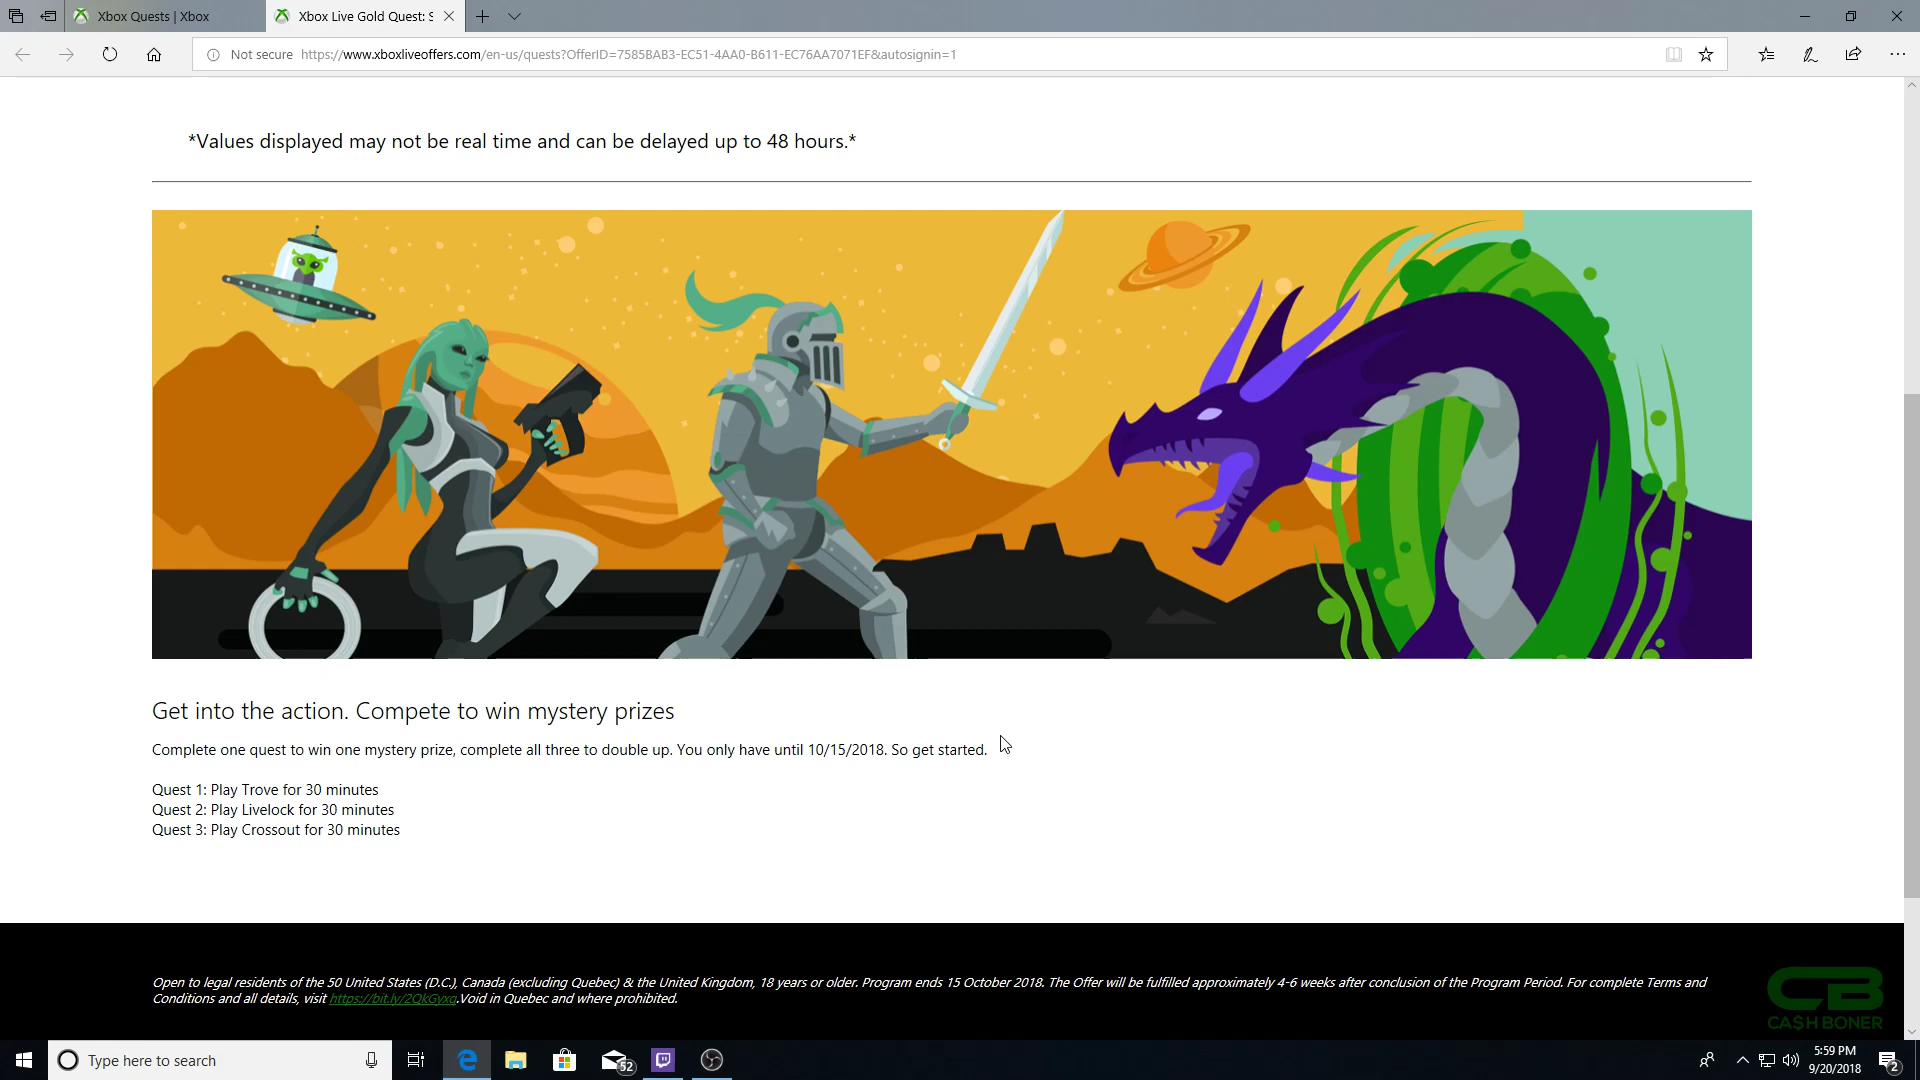 Xbox Quests | Xbox
Xbox Live Gold Quest: S
Not secure https://www.xboxliveoffers.com/en-us/quests?OfferID=7585BAB3-EC51-4AA0-B611-EC76AA7071EF&autosignin=1
*Values displayed may not be real time and can be delayed up to 48 hours.*
Get into the action. Compete to win mystery prizes
Complete one quest to win one mystery prize, complete all three to double up. You only have until 10/15/2018. So get started.
Quest 1: Play Trove for 30 minutes
Quest 2: Play Livelock for 30 minutes
Quest 3: Play Crossout for 30 minutes
Open to legal residents of the 50 United States (D.C.), Canada (excluding Quebec) & the United Kingdom, 18 years or older. Program ends 15 October 2018. The Offer will be fulfilled approximately 4-6 weeks after conclusion of the Program Period. For complete Terms and
Conditions and all details, visit https://bit.ly/2QkGyxq.Void in Quebec and where prohibited.
CB
CA$H BONER
Type here to search
52
5:59 PM
9/20/2018
2